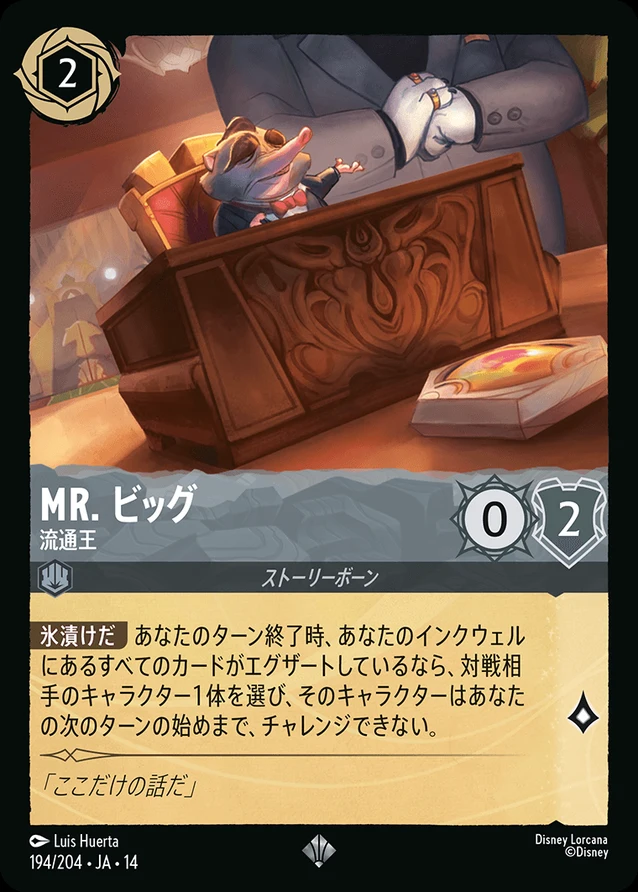 2
MR. ビッグ
流通王
0
2
ストーリーボーン
氷漬けだ あなたのターン終了時、あなたのインクウェル
にあるすべてのカードがエグザートしているなら、対戦相
手のキャラクター1体を選び、そのキャラクターはあなた
の次のターンの始めまで、チャレンジできない。
「ここだけの話だ」
Luis Huerta
194/204 • JA • 14
Disney Lorcana
©Disney